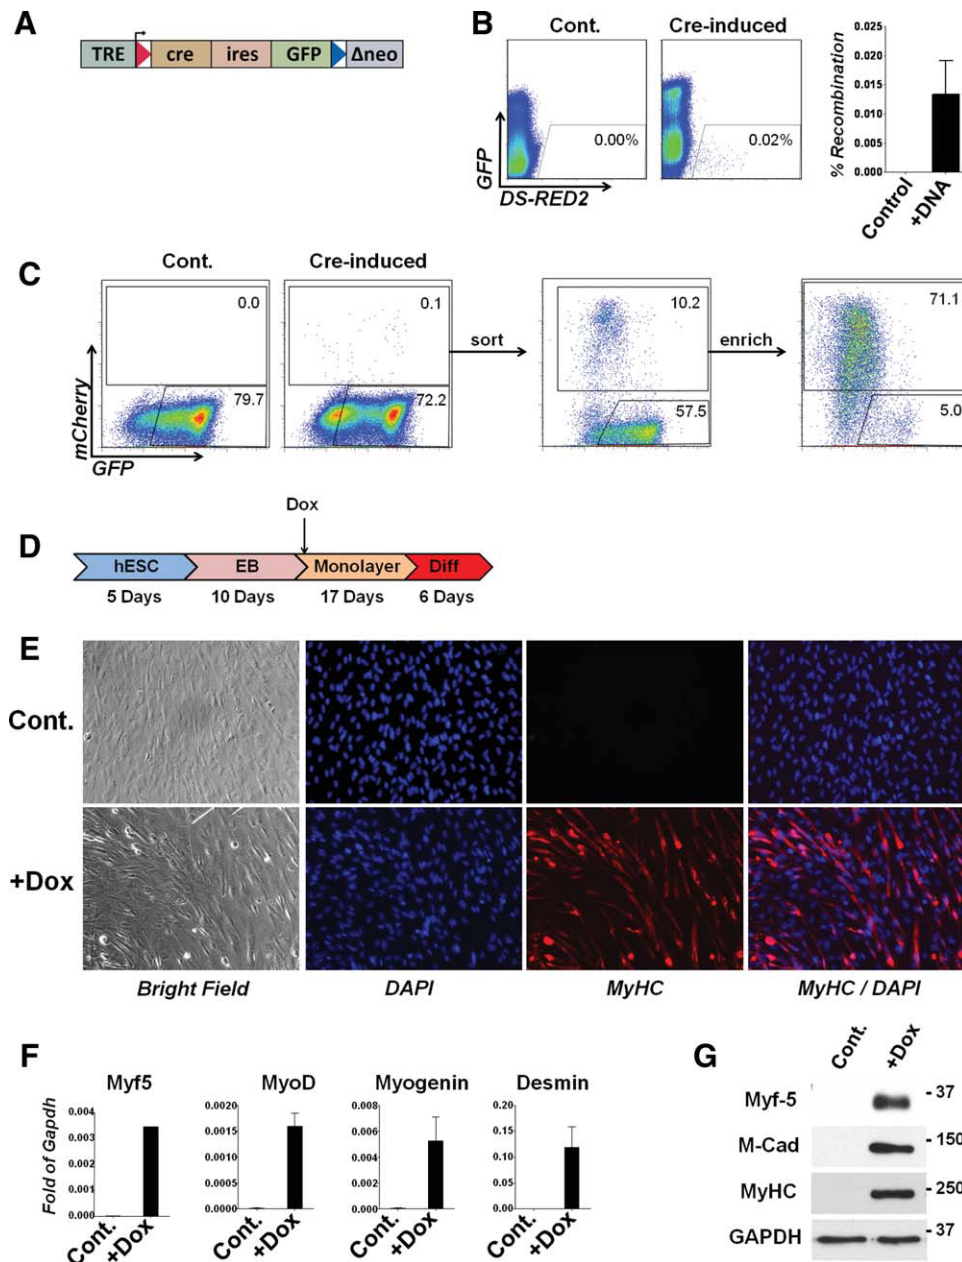 A
TRE cre ires GFP Δneo
B
Cont. Cre-induced
0.00% 0.02%
GFP
DS-RED2
% Recombination
0.025
0.020
0.015
0.010
0.005
0.000
Control +DNA
C
Cont. Cre-induced
0.0 0.1 10.2 71.1
sort enrich
79.7 72.2 57.5 5.0
mCherry
GFP
Dox
D
hESC EB Monolayer Diff
5 Days 10 Days 17 Days 6 Days
E
Cont.
+Dox
Bright Field DAPI MyHC MyHC / DAPI
F
Myf5 MyoD Myogenin Desmin
Fold of Gapdh
0.004
0.003
0.002
0.001
0.000
Cont. +Dox
0.0020
0.0015
0.0010
0.0005
0.0000
Cont. +Dox
0.008
0.006
0.004
0.002
0.000
Cont. +Dox
0.20
0.15
0.10
0.05
0.00
Cont. +Dox
G
Cont. +Dox
Myf-5 - 37
M-Cad - 150
MyHC - 250
GAPDH - 37